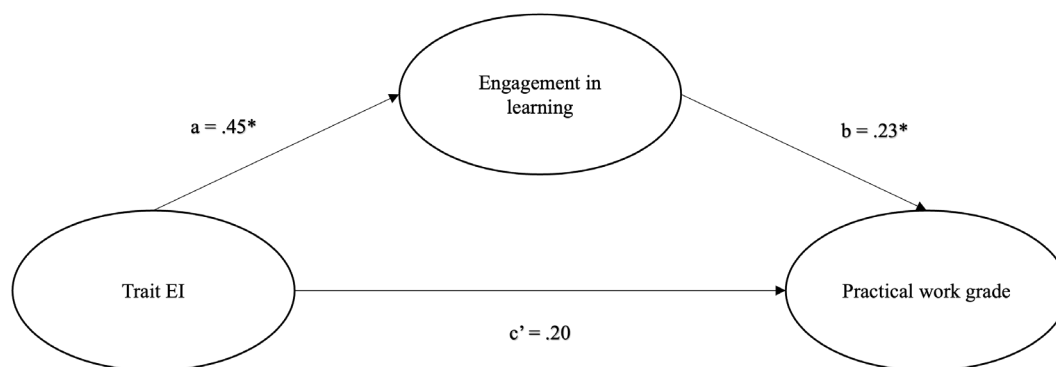 Engagement in
learning
a = .45*
b = .23*
Trait EI
Practical work grade
c’ = .20